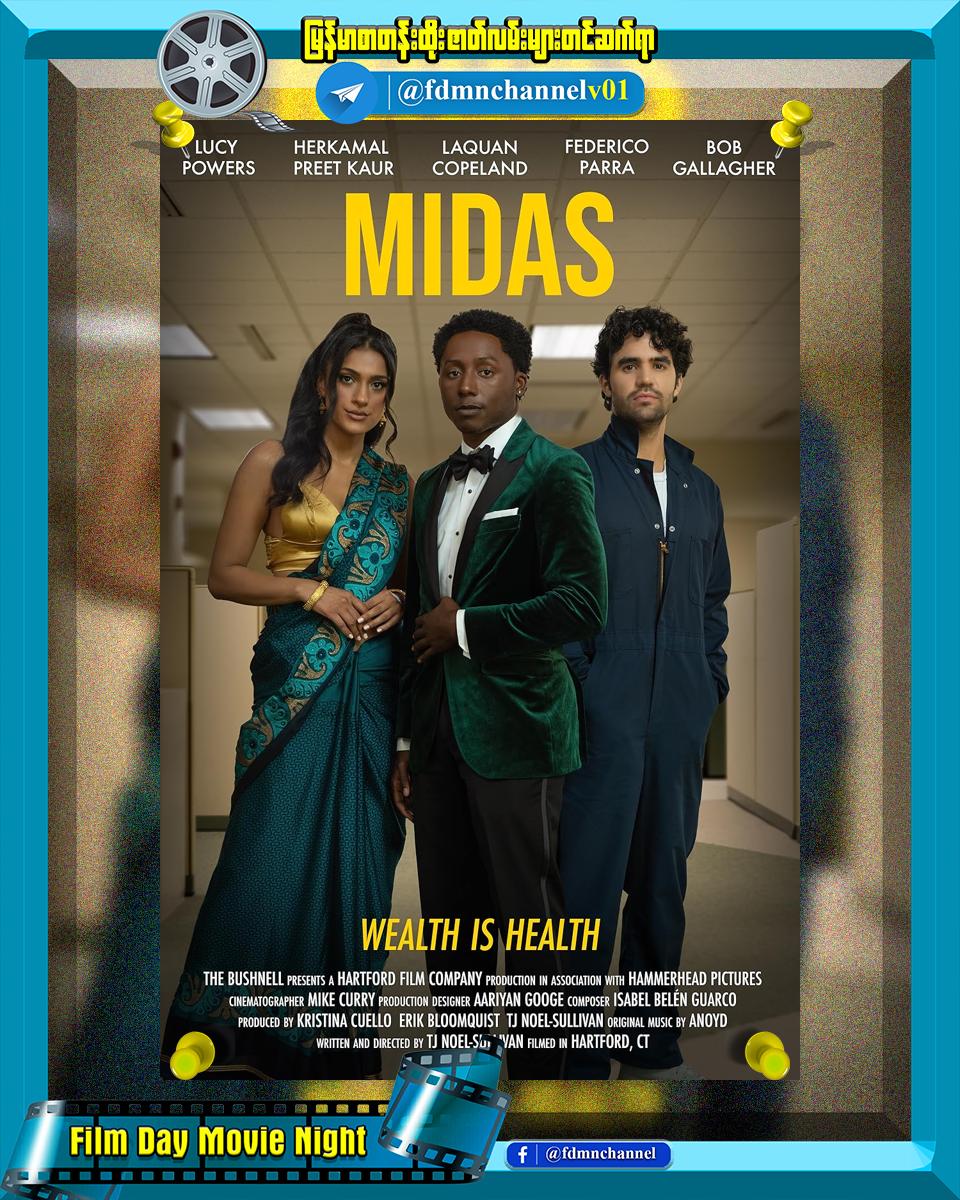 မြန်မာစာတန်းထိုးဇာတ်လမ်းများတင်ဆက်ရာ
@fdmnchannelv01
LUCY POWERS
HERKAMAL PREET KAUR
LAQUAN COPELAND
FEDERICO PARRA
BOB GALLAGHER
MIDAS
WEALTH IS HEALTH
THE BUSHNELL PRESENTS A HARTFORD FILM COMPANY PRODUCTION IN ASSOCIATION WITH HAMMERHEAD PICTURES
CINEMATOGRAPHER MIKE CURRY PRODUCTION DESIGNER AARIYAN GOOGE COMPOSER ISABEL BELÉN GUARCO
PRODUCED BY KRISTINA CUELLO ERIK BLOOMQUIST TJ NOEL-SULLIVAN ORIGINAL MUSIC BY ANOYD
WRITTEN AND DIRECTED BY TJ NOEL-SULLIVAN FILMED IN HARTFORD, CT
Film Day Movie Night
f @fdmnchannel